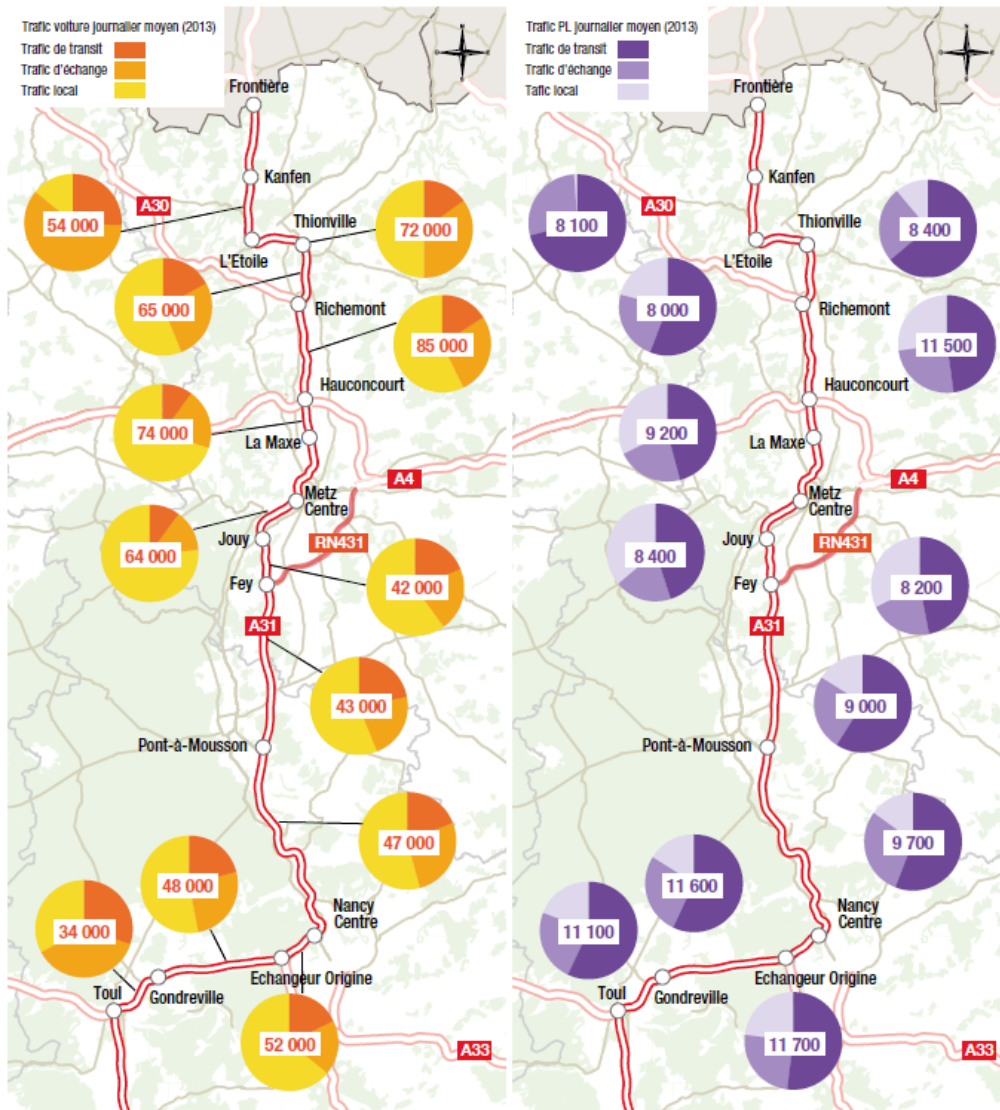 Trafic voiture journalier moyen (2013)
Trafic de transit
Trafic d'échange
Trafic local
Frontière
Kanfen
A30
54 000
Thionville
72 000
L'Etoile
65 000
Richemont
85 000
Hauconcourt
74 000
La Maxe
A4
Metz
Centre
64 000
Jouy
RN431
Fey
42 000
A31
43 000
Pont-à-Mousson
47 000
48 000
Nancy
Centre
34 000
Echangeur Origine
Gondreville
Toul
52 000
A33
Trafic PL journalier moyen (2013)
Trafic de transit
Trafic d'échange
Tafic local
Frontière
Kanfen
A30
8 100
Thionville
8 400
L'Etoile
8 000
Richemont
11 500
Hauconcourt
9 200
La Maxe
A4
Metz
Centre
8 400
Jouy
RN431
Fey
8 200
A31
9 000
Pont-à-Mousson
9 700
11 600
Nancy
Centre
11 100
Echangeur Origine
Gondreville
Toul
11 700
A33